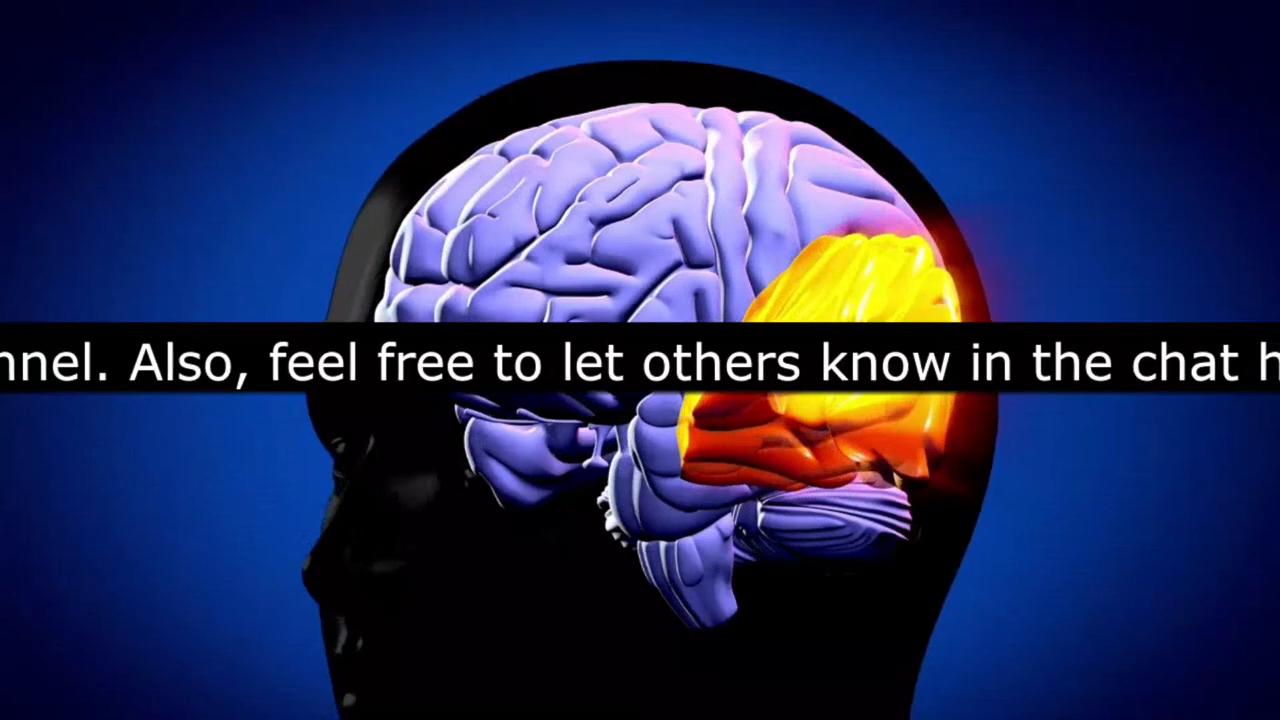 nnel. Also, feel free to let others know in the chat h